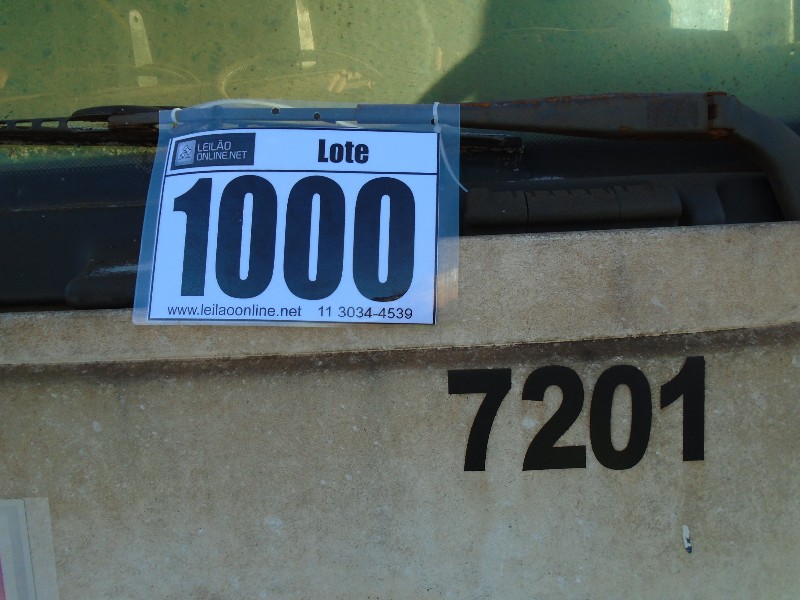 LEILÃO
ONLINE.NET
Lote
1000
www.leilaoonline.net 11 3034-4539
7201